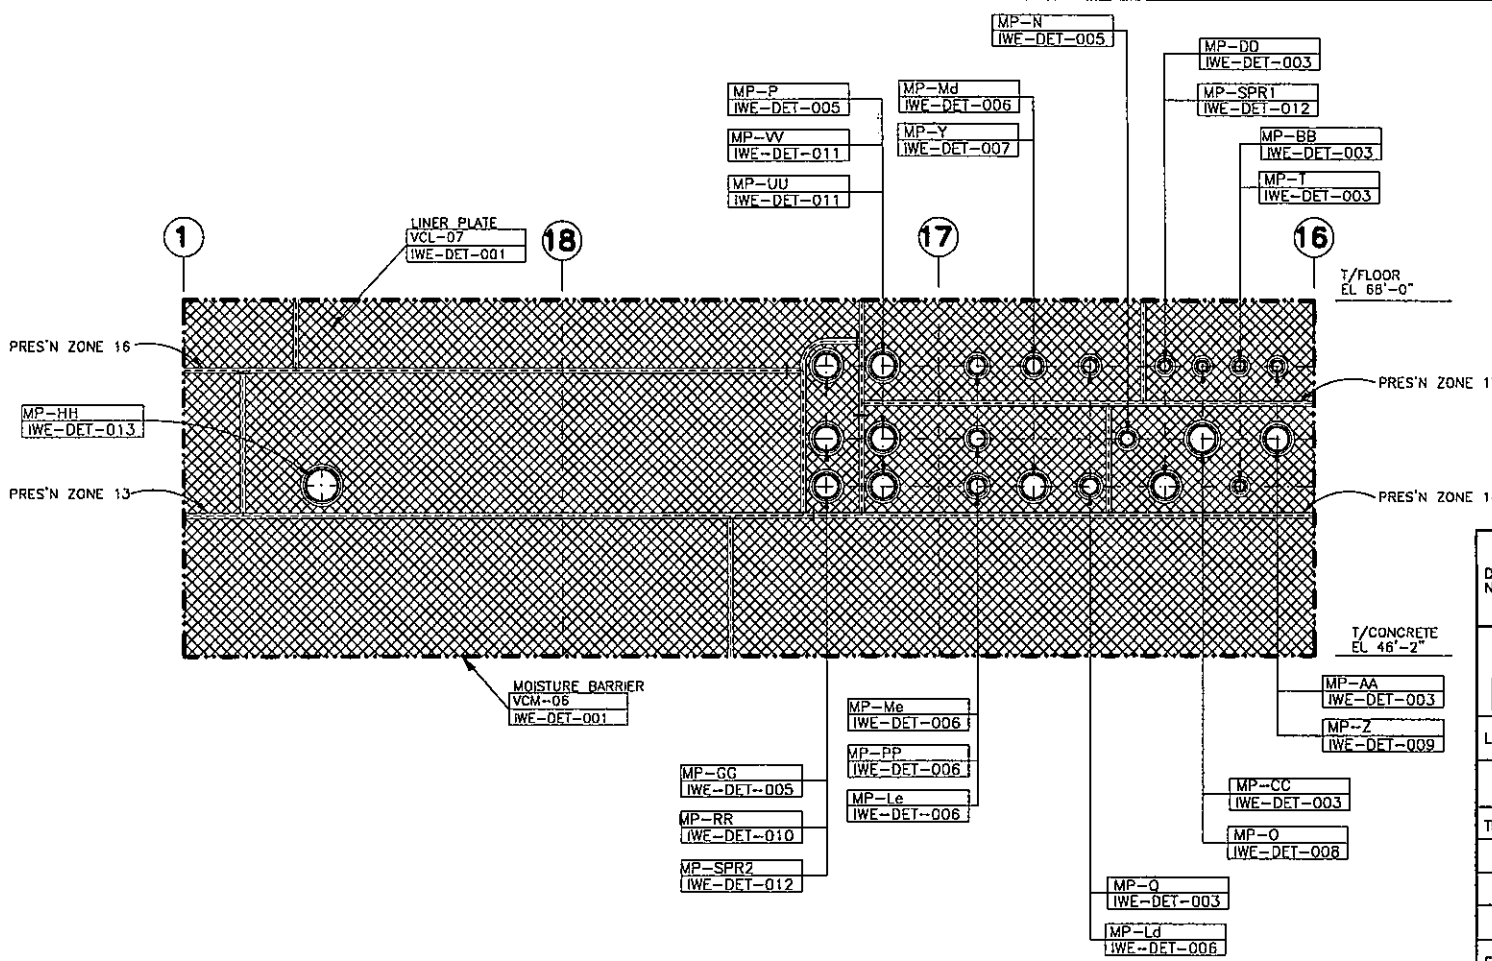 MP-N
IWE-DET-005
MP-DD
IWE-DET-003
MP-SPR1
IWE-DET-012
MP-P
IWE-DET-005
MP-Md
IWE-DET-006
MP-VV
IWE-DET-011
MP-Y
IWE-DET-007
MP-BB
IWE-DET-003
MP-UU
IWE-DET-011
MP-T
IWE-DET-003
LINER PLATE
VCL-07
IWE-DET-001
1
18
17
16
T/FLOOR
EL 68'-0"
PRES'N ZONE 16
PRES'N ZONE
MP-HH
IWE-DET-013
PRES'N ZONE 13
PRES'N ZONE
T/CONCRETE
EL 46'-2"
MOISTURE BARRIER
VCM-06
IWE-DET-001
MP-AA
IWE-DET-003
MP-Me
IWE-DET-006
MP-Z
IWE-DET-009
MP-PP
IWE-DET-006
MP-GG
IWE-DET-005
MP-CC
IWE-DET-003
MP-Le
IWE-DET-006
MP-RR
IWE-DET-010
MP-O
IWE-DET-008
MP-SPR2
IWE-DET-012
MP-Q
IWE-DET-003
MP-Ld
IWE-DET-006